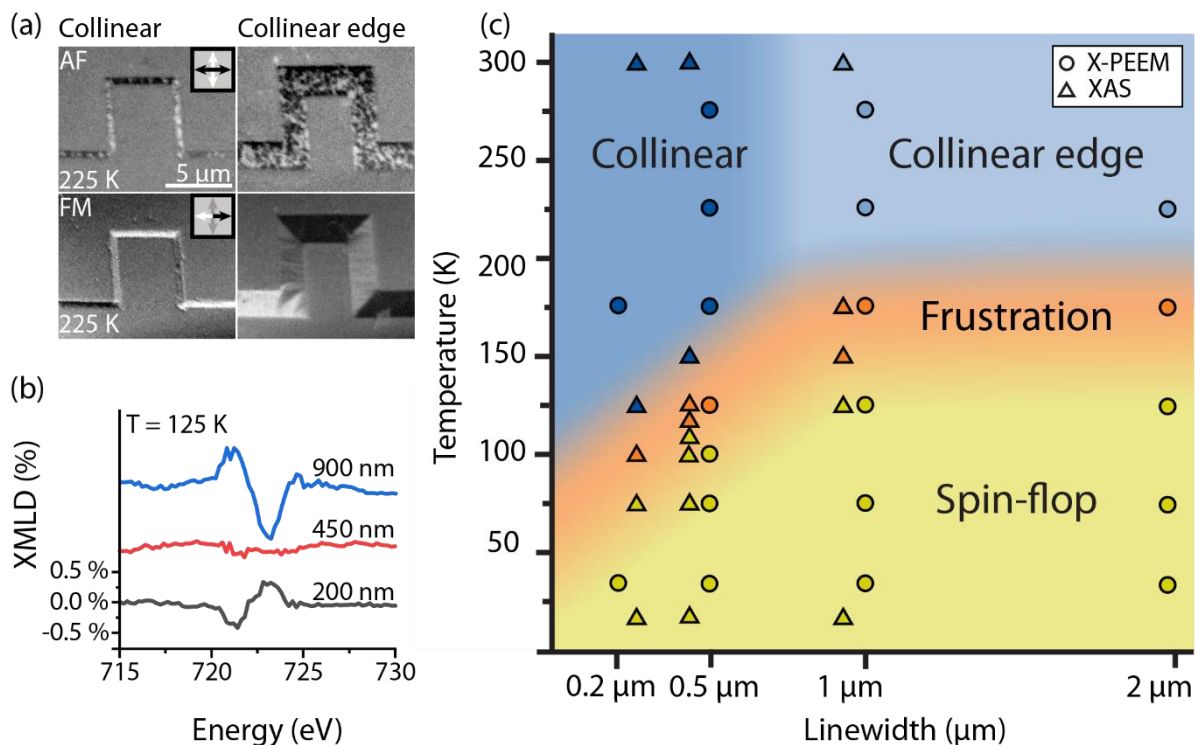 (a)
Collinear
Collinear edge
AF
225 K
5 µm
FM
225 K
(b)
T = 125 K
900 nm
450 nm
200 nm
XMLD (%)
0.5 %
0.0 %
-0.5 %
715
720
725
730
Energy (eV)
(c)
X-PEEM
XAS
Collinear
Collinear edge
Frustration
Spin-flop
Temperature (K)
300
250
200
150
100
50
0.2 µm
0.5 µm
1 µm
2 µm
Linewidth (µm)